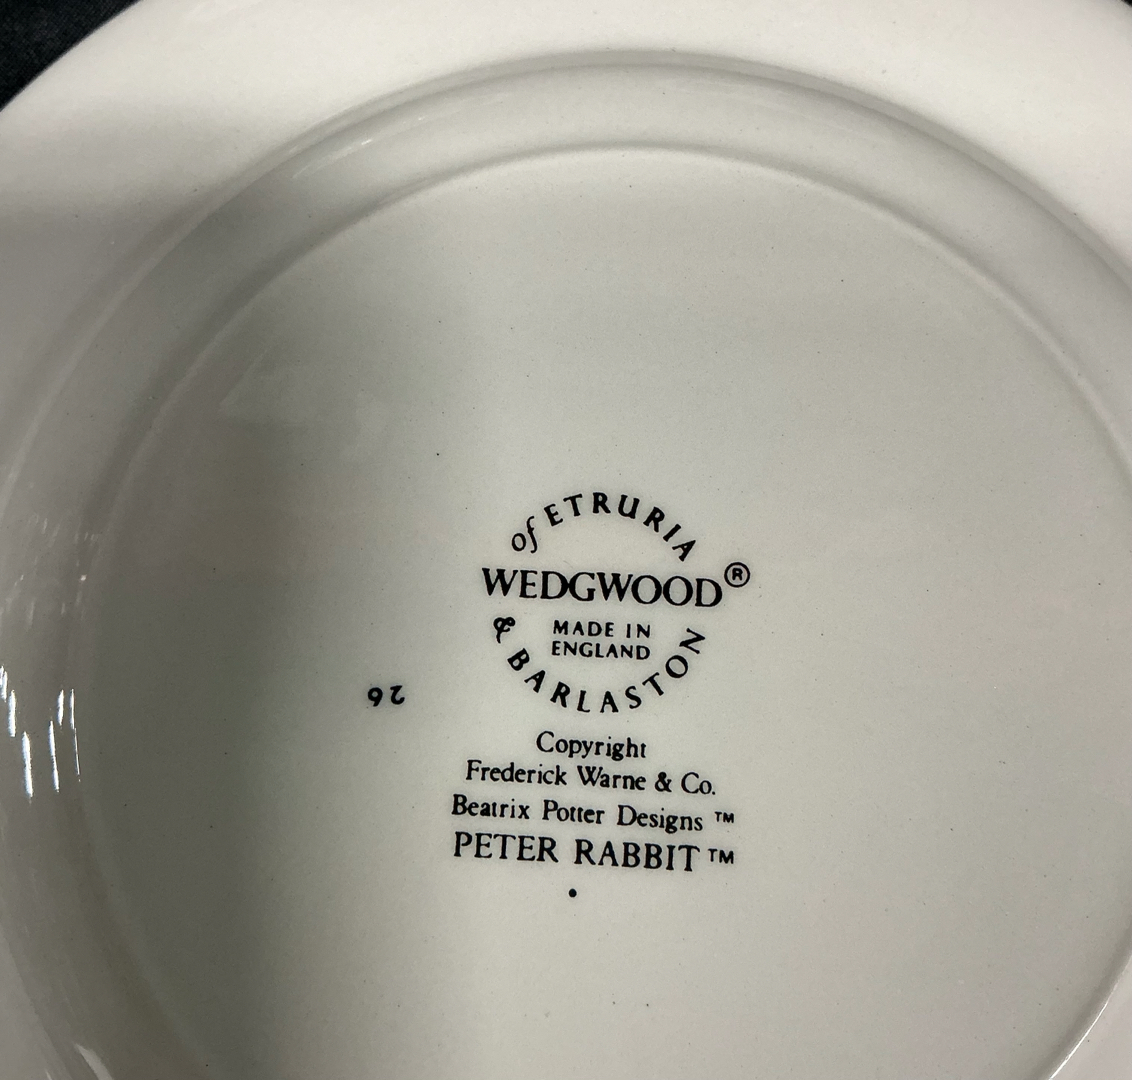 of ETRURIA
WEDGWOOD®
MADE IN
ENGLAND
& BARLASTON
26
Copyright
Frederick Warne & Co.
Beatrix Potter Designs ™
PETER RABBIT ™